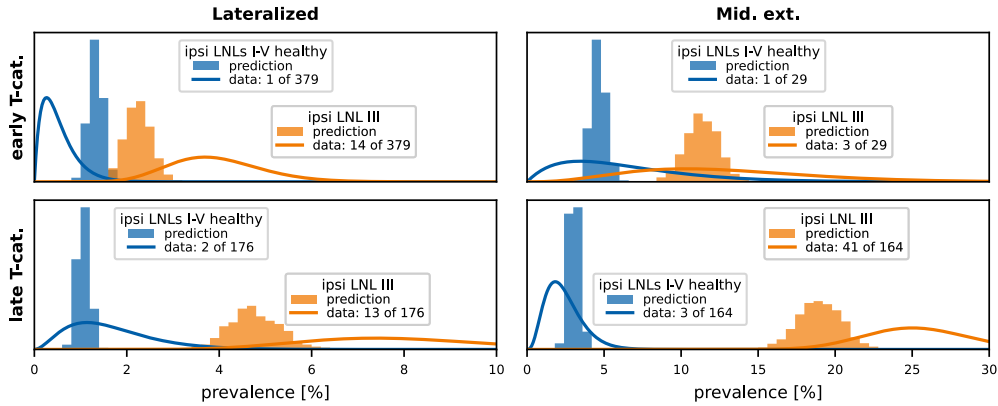 Lateralized
Mid. ext.
early T-cat.
ipsi LNLs I-V healthy
prediction
data: 1 of 379
ipsi LNL III
prediction
data: 14 of 379
ipsi LNLs I-V healthy
prediction
data: 1 of 29
ipsi LNL III
prediction
data: 3 of 29
late T-cat.
ipsi LNLs I-V healthy
prediction
data: 2 of 176
ipsi LNL III
prediction
data: 13 of 176
ipsi LNL III
prediction
data: 41 of 164
ipsi LNLs I-V healthy
prediction
data: 3 of 164
0 2 4 6 8 10
prevalence [%]
0 5 10 15 20 25 30
prevalence [%]